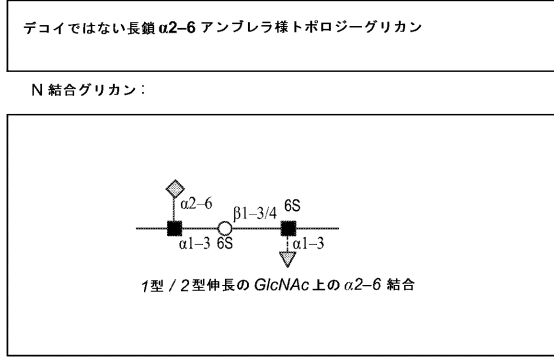 デコイではない長鎖α2–6 アンブレラ様トポロジーグリカン
N 結合グリカン:
α2–6
β1–3/4
6S
α1–3
6S
α1–3
1型 / 2型伸長の GlcNAc 上の α2–6 結合